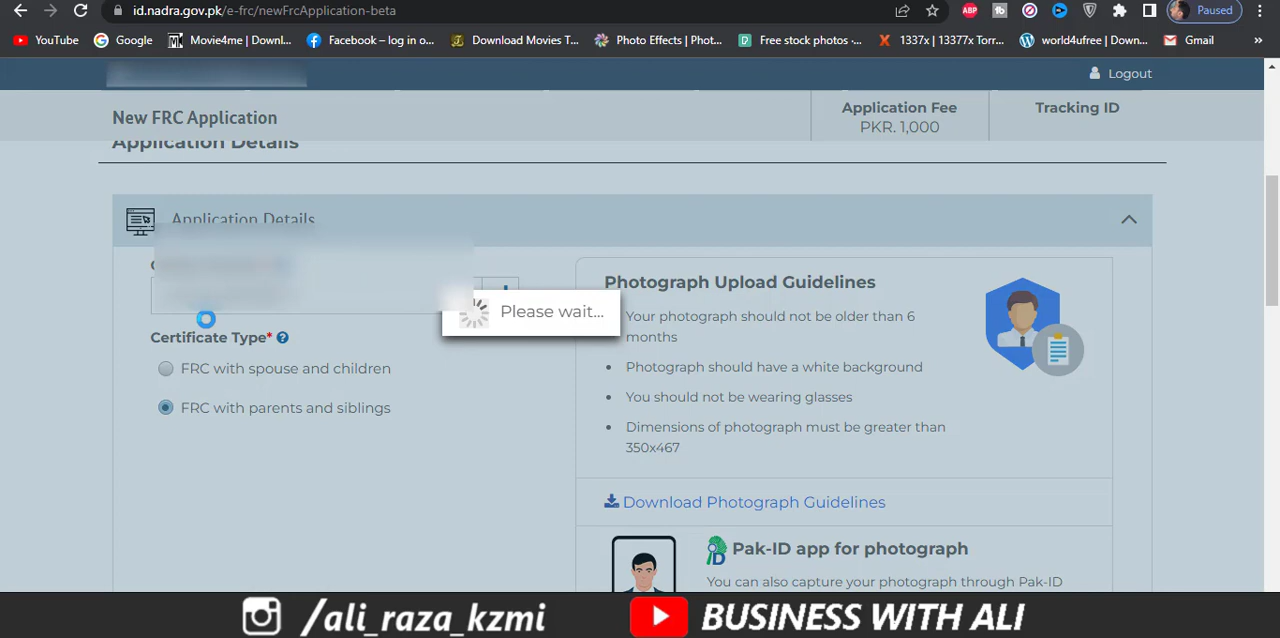 id.nadra.gov.pk/e-frc/newFrcApplication-beta
ABP
Paused
YouTube
Google
Movie4me | Downl...
Facebook – log in o...
Download Movies T...
Photo Effects | Phot...
Free stock photos ·...
1337x | 13377x Torr...
world4ufree | Down...
Gmail
»
Logout
New FRC Application
Application Fee
PKR. 1,000
Tracking ID
Application Details
Application Details
Photograph Upload Guidelines
Please wait...
Your photograph should not be older than 6
months
Certificate Type* ?
FRC with spouse and children
Photograph should have a white background
You should not be wearing glasses
FRC with parents and siblings
Dimensions of photograph must be greater than
350x467
Download Photograph Guidelines
Pak-ID app for photograph
You can also capture your photograph through Pak-ID
/ali_raza_kzmi
BUSINESS WITH ALI